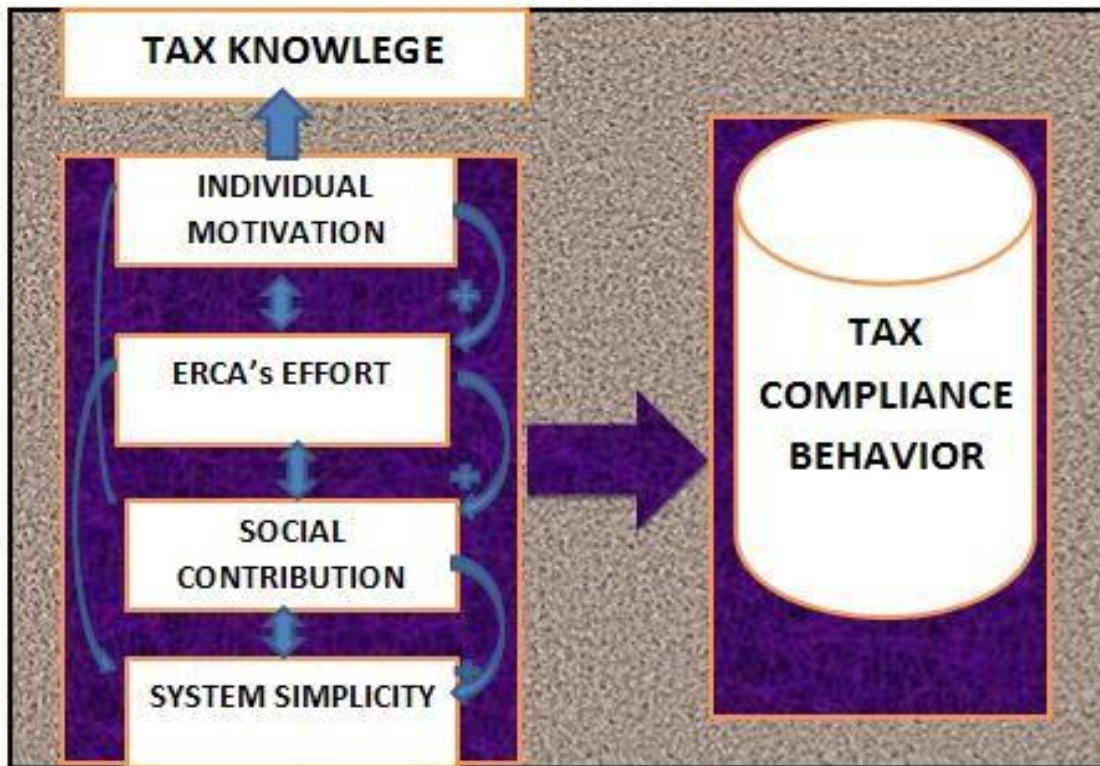 TAX KNOWLEGE
INDIVIDUAL
MOTIVATION
+
ERCA's EFFORT
+
SOCIAL
CONTRIBUTION
+
SYSTEM SIMPLICITY
TAX
COMPLIANCE
BEHAVIOR